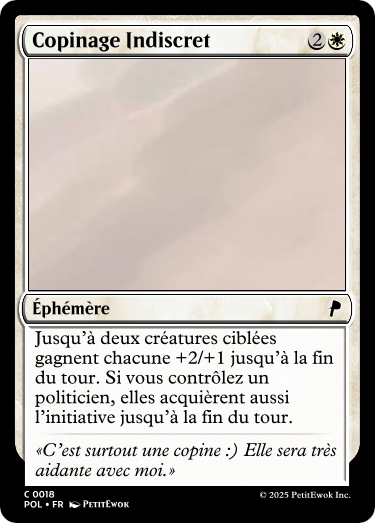 Copinage Indiscret 2
Éphémère
Jusqu'à deux créatures ciblées
gagnent chacune +2/+1 jusqu'à la fin
du tour. Si vous contrôlez un
politicien, elles acquièrent aussi
l'initiative jusqu'à la fin du tour.
«C'est surtout une copine :) Elle sera très
aidante avec moi.»
C 0018
POL • FR PetitEwok
© 2025 PetitEwok Inc.